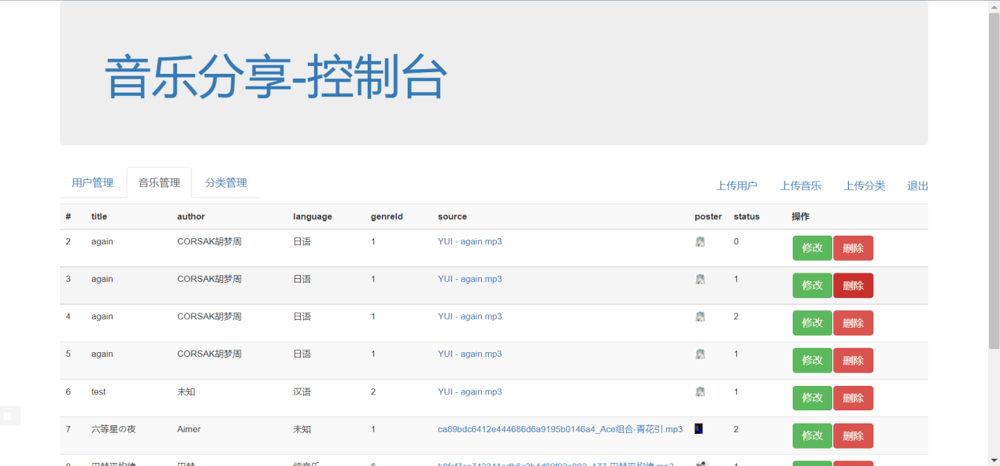 音乐分享-控制台
用户管理 音乐管理 分类管理 上传用户 上传音乐 上传分类 退出
# title author language genreId source poster status 操作
2 again CORSAK胡梦周 日语 1 YUI - again.mp3 0 修改 删除
3 again CORSAK胡梦周 日语 1 YUI - again.mp3 1 修改 删除
4 again CORSAK胡梦周 日语 1 YUI - again.mp3 2 修改 删除
5 again CORSAK胡梦周 日语 1 YUI - again.mp3 1 修改 删除
6 test 未知 汉语 2 YUI - again.mp3 1 修改 删除
7 六等星の夜 Aimer 未知 1 ca89bdc6412e444686d6a9195b0146a4_Ace组合-青花引.mp3 2 修改 删除